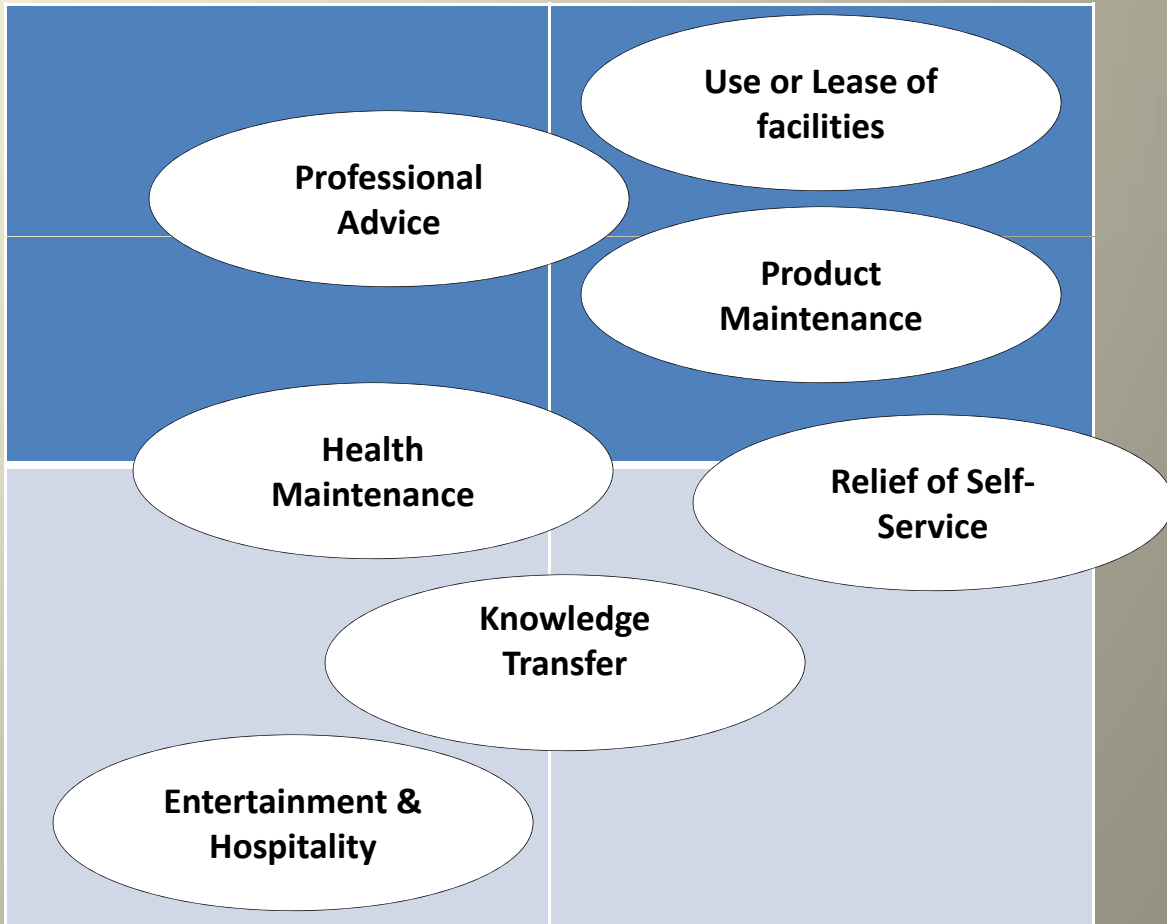 Use or Lease of
facilities
Professional
Advice
Product
Maintenance
Health
Maintenance
Relief of Self-
Service
Knowledge
Transfer
Entertainment &
Hospitality